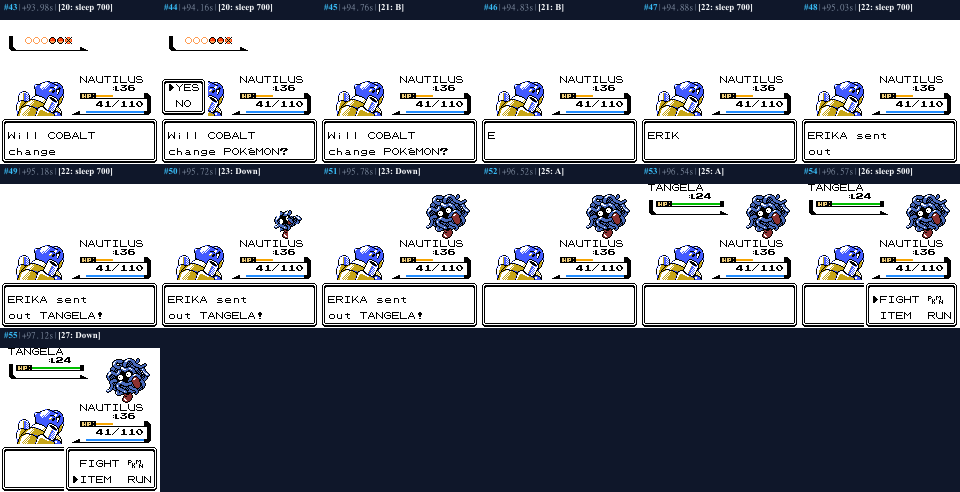 #43|+93.98s| [20: sleep 700]
NAUTILUS
:L36
HP:
41/110
Will COBALT
change
#44|+94.16s| [20: sleep 700]
▶YES
NO
NAUTILUS
:L36
HP:
41/110
Will COBALT
change POKéMON?
#45|+94.76s| [21: B]
NAUTILUS
:L36
HP:
41/110
Will COBALT
change POKéMON?
#46|+94.83s| [21: B]
NAUTILUS
:L36
HP:
41/110
E
#47|+94.88s| [22: sleep 700]
NAUTILUS
:L36
HP:
41/110
ERIK
#48|+95.03s| [22: sleep 700]
NAUTILUS
:L36
HP:
41/110
ERIKA sent
out
#49|+95.18s| [22: sleep 700]
NAUTILUS
:L36
HP:
41/110
ERIKA sent
out TANGELA!
#50|+95.72s| [23: Down]
NAUTILUS
:L36
HP:
41/110
ERIKA sent
out TANGELA!
#51|+95.78s| [23: Down]
NAUTILUS
:L36
HP:
41/110
ERIKA sent
out TANGELA!
#52|+96.52s| [25: A]
NAUTILUS
:L36
HP:
41/110
#53|+96.54s| [25: A]
TANGELA
:L24
HP:
NAUTILUS
:L36
HP:
41/110
#54|+96.57s| [26: sleep 500]
TANGELA
:L24
HP:
NAUTILUS
:L36
HP:
41/110
▶FIGHT PKMN
ITEM RUN
#55|+97.12s| [27: Down]
TANGELA
:L24
HP:
NAUTILUS
:L36
HP:
41/110
FIGHT PKMN
▶ITEM RUN